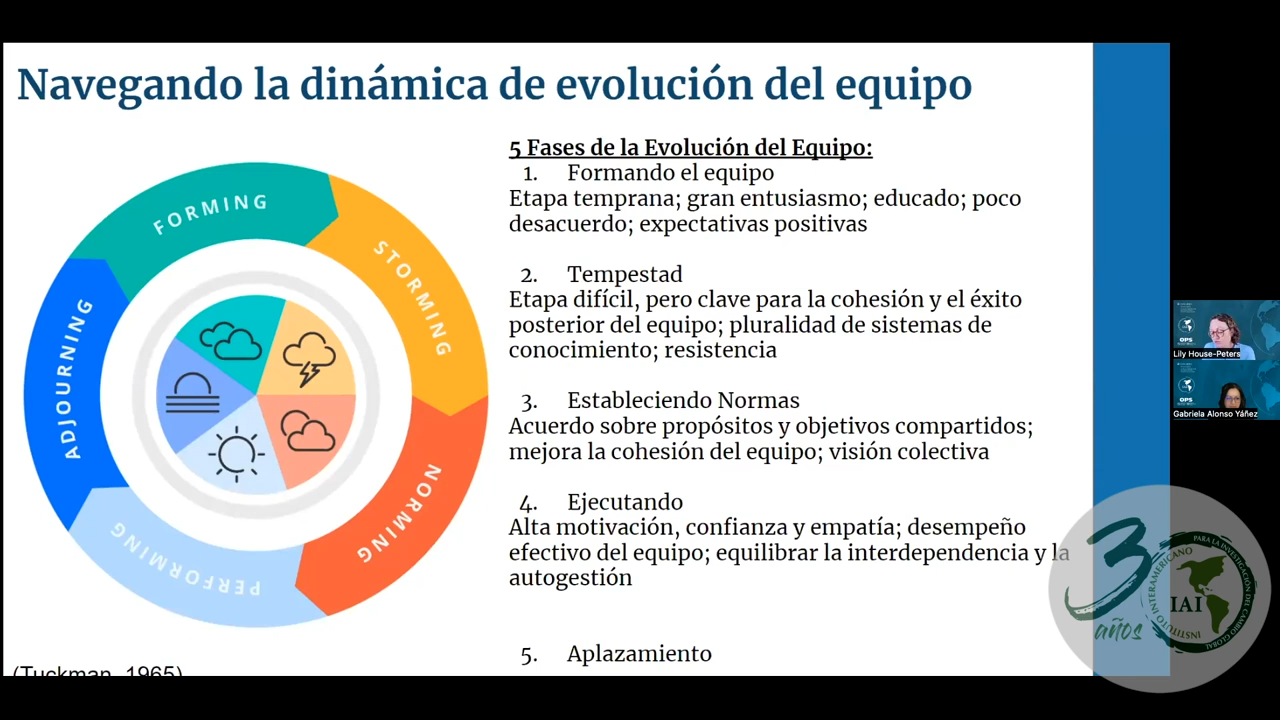 Navegando la dinámica de evolución del equipo
FORMING
STORMING
NORMING
PERFORMING
ADJOURNING
5 Fases de la Evolución del Equipo:
1. Formando el equipo
Etapa temprana; gran entusiasmo; educado; poco
desacuerdo; expectativas positivas
2. Tempestad
Etapa difícil, pero clave para la cohesión y el éxito
posterior del equipo; pluralidad de sistemas de
conocimiento; resistencia
3. Estableciendo Normas
Acuerdo sobre propósitos y objetivos compartidos;
mejora la cohesión del equipo; visión colectiva
4. Ejecutando
Alta motivación, confianza y empatía; desempeño
efectivo del equipo; equilibrar la interdependencia y la
autogestión
5. Aplazamiento
(Tuckman, 1965)
OPS
Lily House-Peters
OPS
Gabriela Alonso Yáñez
3 años
IAI
INSTITUTO INTERAMERICANO PARA LA INVESTIGACIÓN DEL CAMBIO GLOBAL